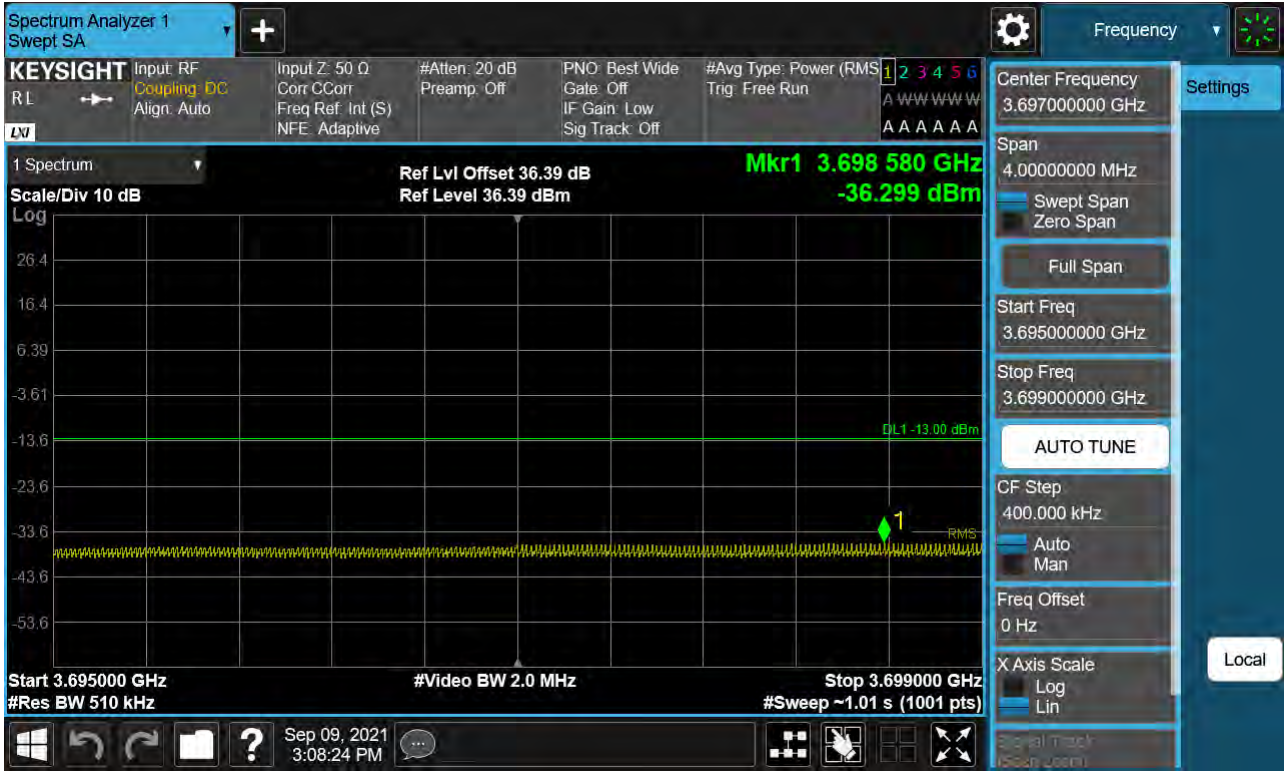 Spectrum Analyzer 1
Swept SA
Frequency
KEYSIGHT
R L
LXI
Input: RF
Coupling: DC
Align: Auto
Input Z: 50 Ω
Corr CCorr
Freq Ref: Int (S)
NFE: Adaptive
#Atten: 20 dB
Preamp: Off
PNO: Best Wide
Gate: Off
IF Gain: Low
Sig Track: Off
#Avg Type: Power (RMS
Trig: Free Run
1 2 3 4 5 6
A W W W W W
A A A A A A
1 Spectrum
Scale/Div 10 dB
Log
Ref Lvl Offset 36.39 dB
Ref Level 36.39 dBm
Mkr1 3.698 580 GHz
-36.299 dBm
26.4
16.4
6.39
-3.61
-13.6
-23.6
-33.6
-43.6
-53.6
DL1 -13.00 dBm
1
RMS
Start 3.695000 GHz
#Res BW 510 kHz
#Video BW 2.0 MHz
Stop 3.699000 GHz
#Sweep ~1.01 s (1001 pts)
Center Frequency
3.697000000 GHz
Span
4.00000000 MHz
Swept Span
Zero Span
Full Span
Start Freq
3.695000000 GHz
Stop Freq
3.699000000 GHz
AUTO TUNE
CF Step
400.000 kHz
Auto
Man
Freq Offset
0 Hz
X Axis Scale
Log
Lin
Signal Track
(Span Zoom)
Settings
Local
?
Sep 09, 2021
3:08:24 PM